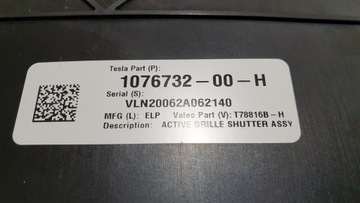 Tesla Part (P):
1076732-00-H
Serial (S):
VLN20062A062140
MFG (L): ELP Valeo Part (V): T78816B-H
Description: ACTIVE GRILLE SHUTTER ASSY